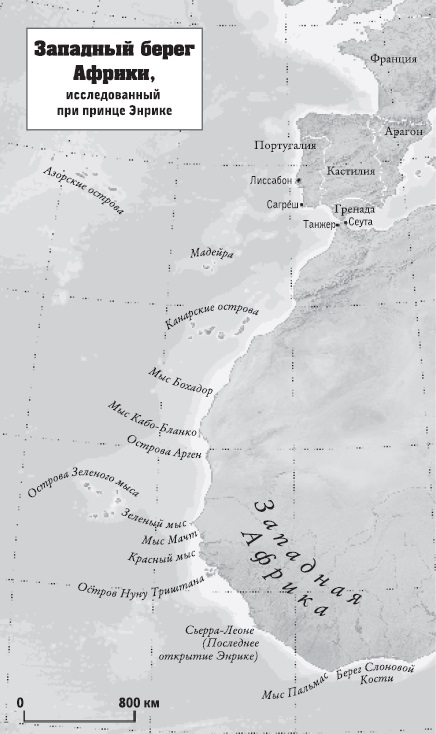 Западный берег
Африки,
исследованный
при принце Энрике
Франция
Арагон
Португалия
Кастилия
Лиссабон
Сагреш
Гренада
Танжер
Сеута
Азорские острова
Мадейра
Канарские острова
Мыс Бохадор
Мыс Кабо-Бланко
Острова Арген
Острова Зеленого мыса
Зеленый мыс
Мыс Мачт
Красный мыс
Остров Нуну Триштана
Западная
Африка
Сьерра-Леоне
(Последнее
открытие Энрике)
Мыс Пальмас
Берег Слоновой
Кости
0 800 км